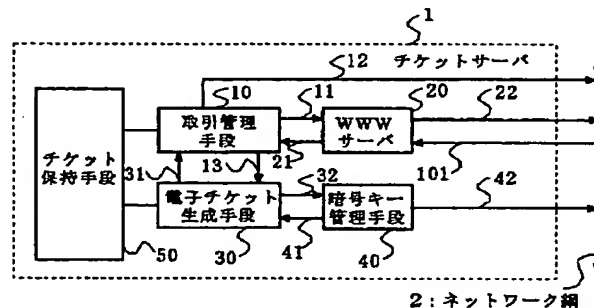 1
12
チケットサーバ
10
11
20
22
取引管理
手段
WWW
サーバ
チケット
保持手段
31
13
21
101
32
42
電子チケット
生成手段
暗号キー
管理手段
41
50
30
40
2:ネットワーク網